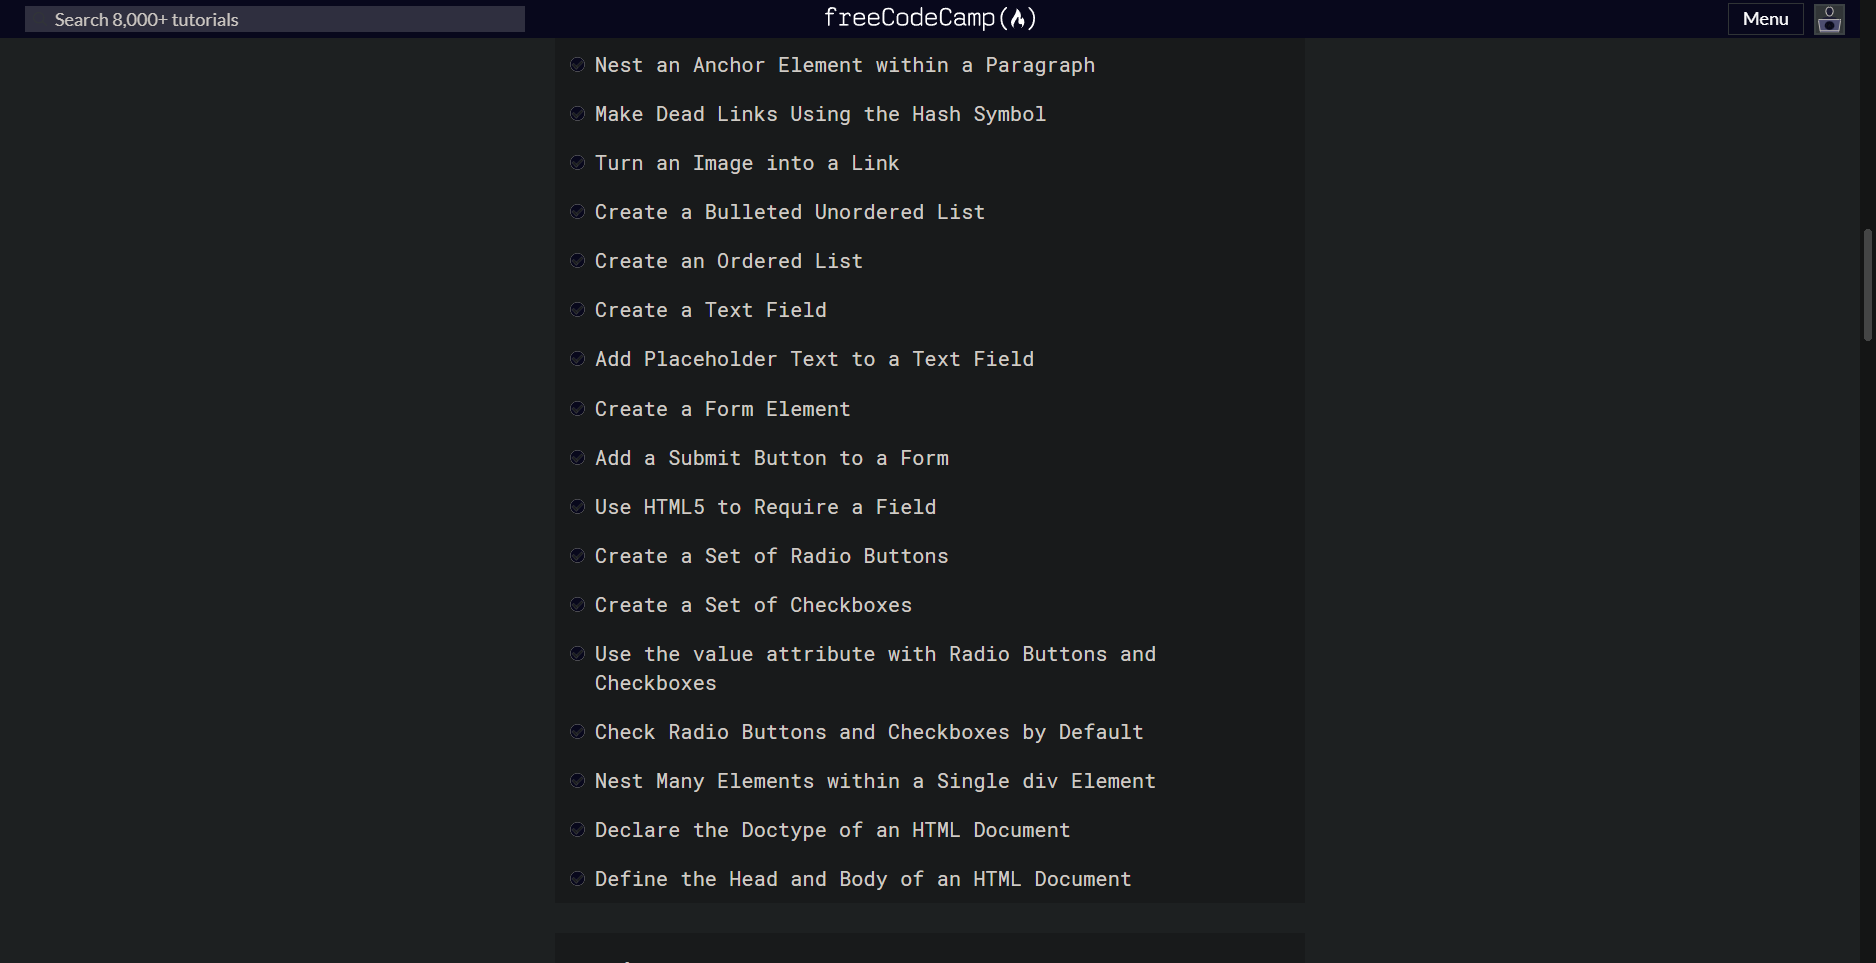 Search 8,000+ tutorials
freeCodeCamp
Menu
Nest an Anchor Element within a Paragraph
Make Dead Links Using the Hash Symbol
Turn an Image into a Link
Create a Bulleted Unordered List
Create an Ordered List
Create a Text Field
Add Placeholder Text to a Text Field
Create a Form Element
Add a Submit Button to a Form
Use HTML5 to Require a Field
Create a Set of Radio Buttons
Create a Set of Checkboxes
Use the value attribute with Radio Buttons and
Checkboxes
Check Radio Buttons and Checkboxes by Default
Nest Many Elements within a Single div Element
Declare the Doctype of an HTML Document
Define the Head and Body of an HTML Document